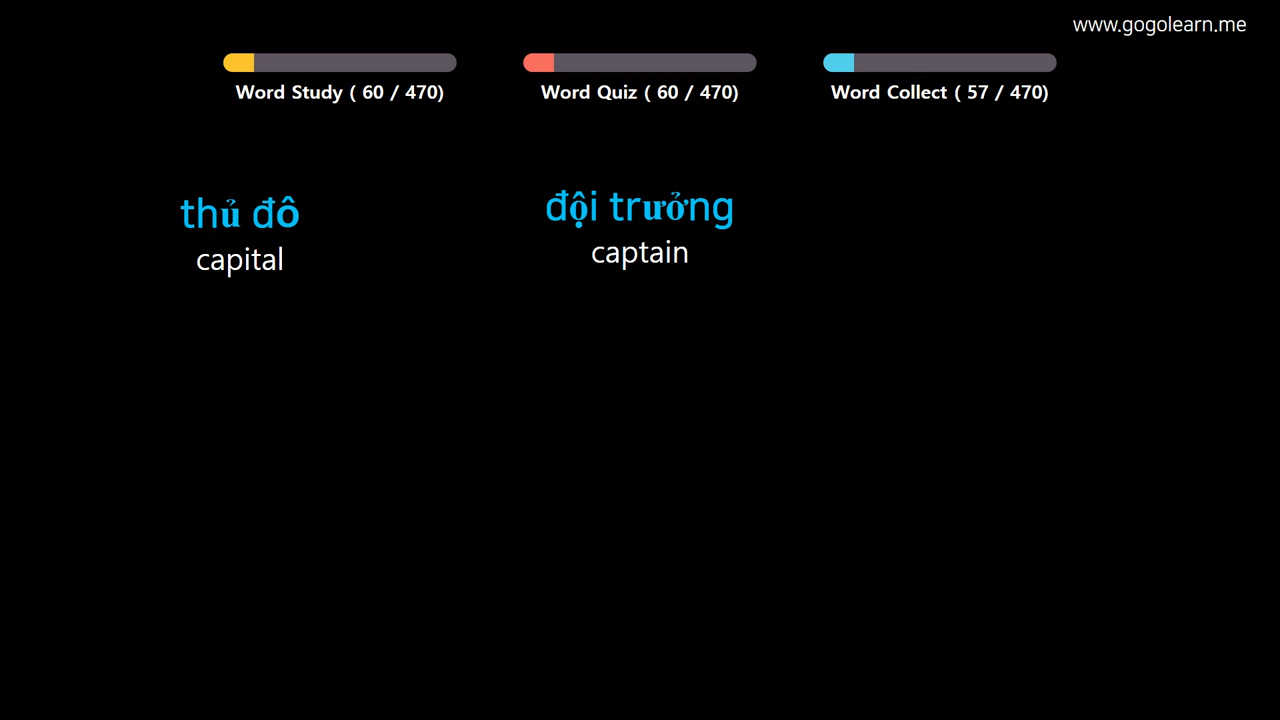 www.gogolearn.me
Word Study ( 60 / 470)
Word Quiz ( 60 / 470)
Word Collect ( 57 / 470)
thủ đô
capital
đội trưởng
captain